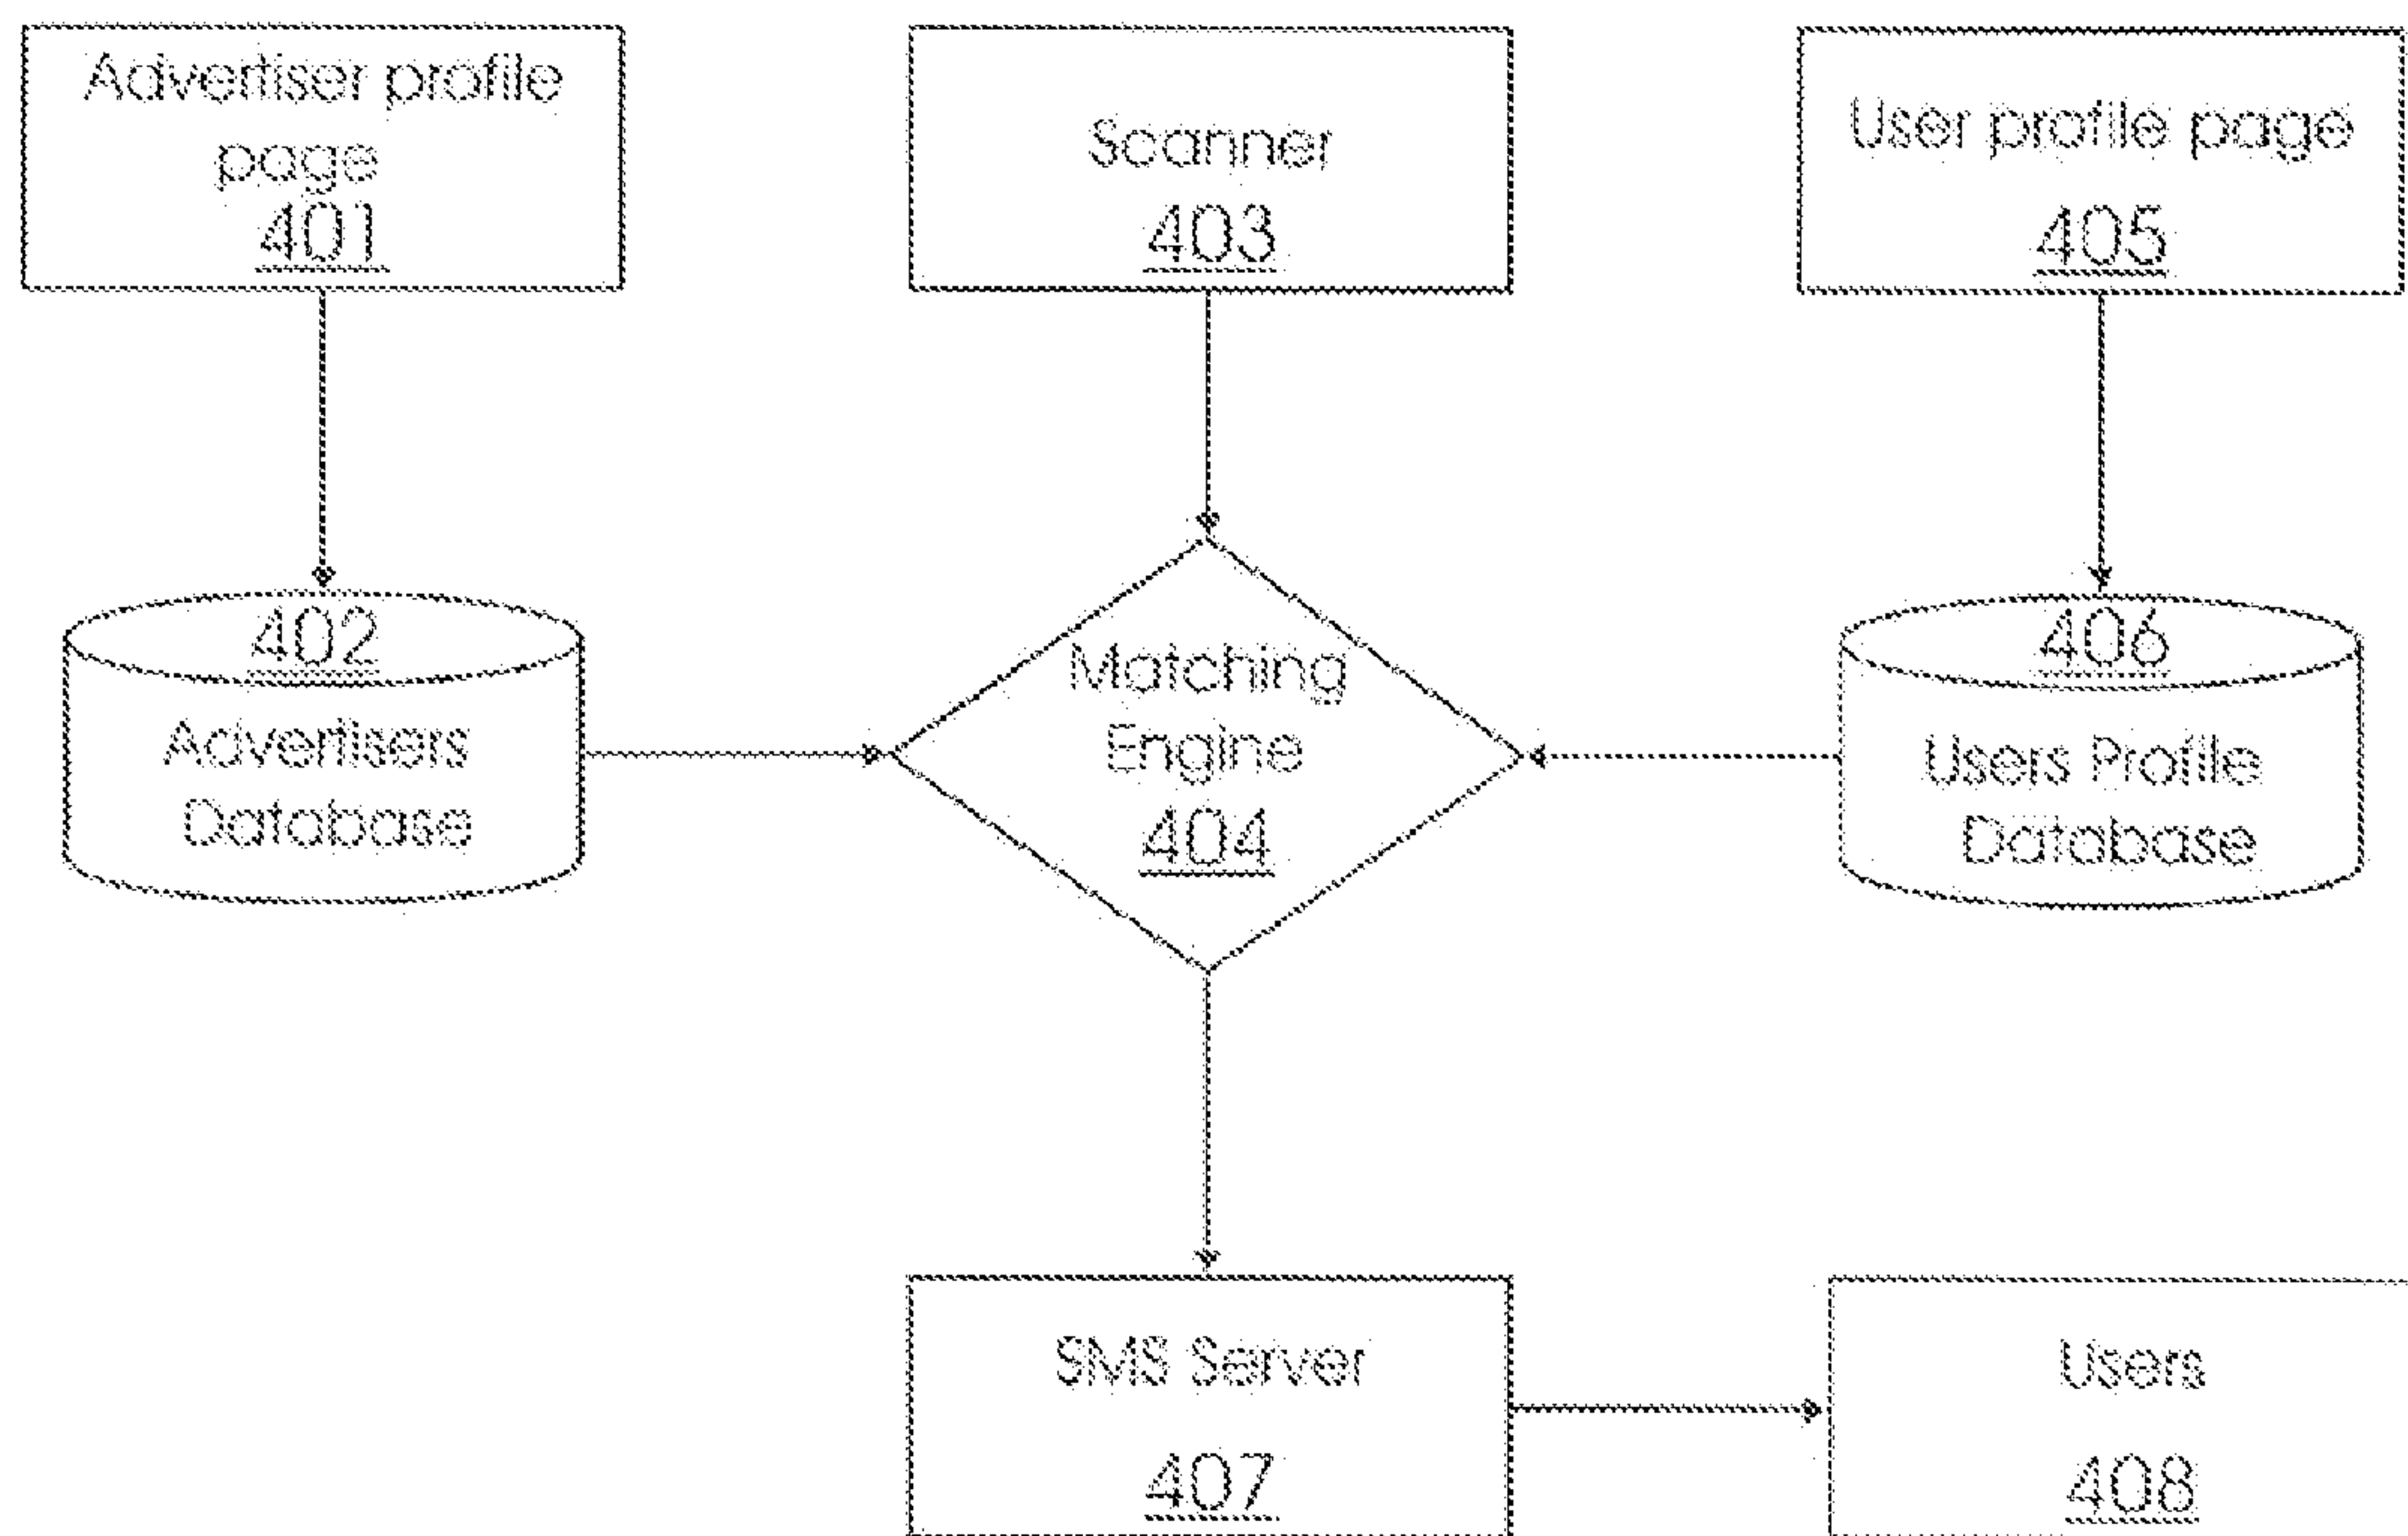 Advertiser profile
page
401
Scanner
403
User profile page
405
402
Advertisers
Database
Matching
Engine
404
406
Users Profile
Database
SMS Server
407
Users
408